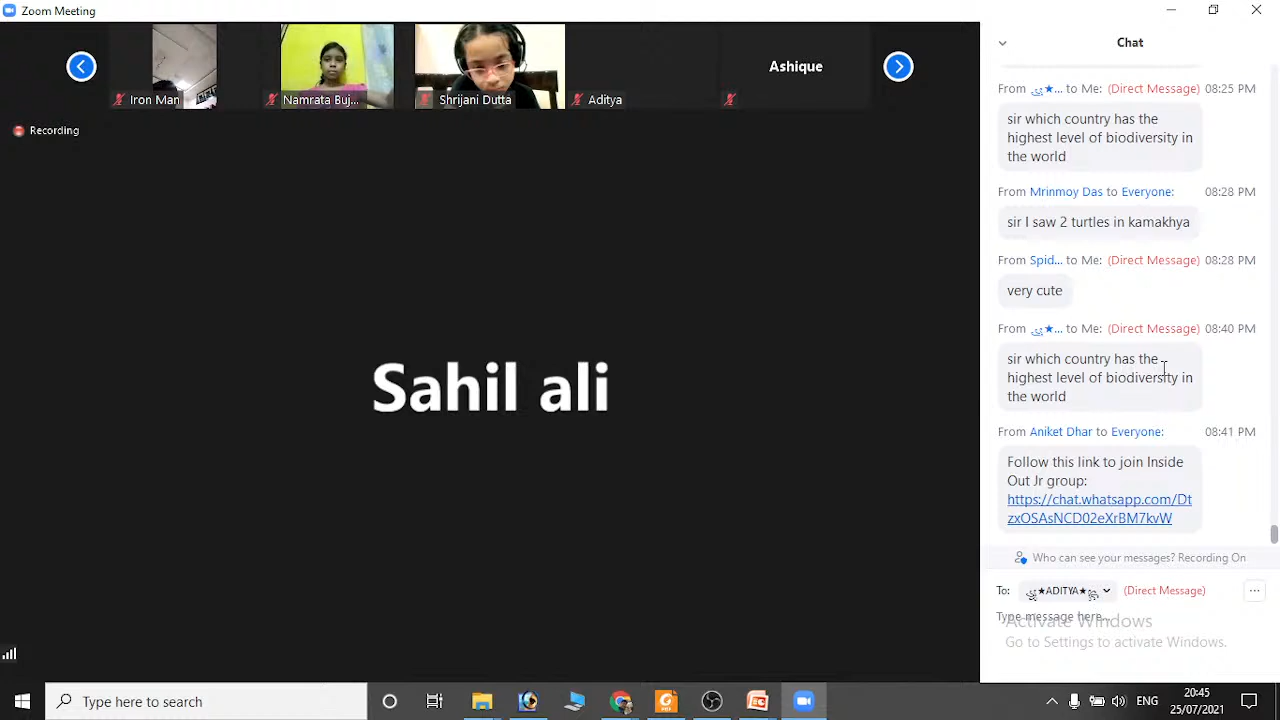 Zoom Meeting
Iron Man
Namrata Buj...
Shrijani Dutta
Aditya
Ashique
Recording
Sahil ali
Chat
From ... to Me: (Direct Message) 08:25 PM
sir which country has the
highest level of biodiversity in
the world
From Mrinmoy Das to Everyone: 08:28 PM
sir I saw 2 turtles in kamakhya
From Spid... to Me: (Direct Message) 08:28 PM
very cute
From ★... to Me: (Direct Message) 08:40 PM
sir which country has the
highest level of biodiversity in
the world
From Aniket Dhar to Everyone: 08:41 PM
Follow this link to join Inside
Out Jr group:
https://chat.whatsapp.com/Dt
zxOSAsNCD02eXrBM7kvW
Who can see your messages? Recording On
To: ★ADITYA★ (Direct Message)
Type message here...
Activate Windows
Go to Settings to activate Windows.
Type here to search
ENG
20:45
25/07/2021